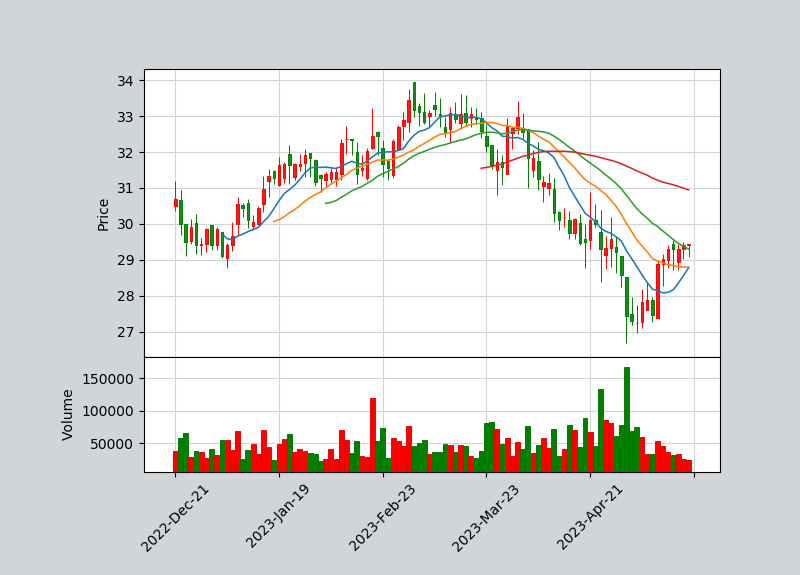 34
33
32
31
30
29
28
27
Price
150000
100000
50000
Volume
2022-Dec-21
2023-Jan-19
2023-Feb-23
2023-Mar-23
2023-Apr-21